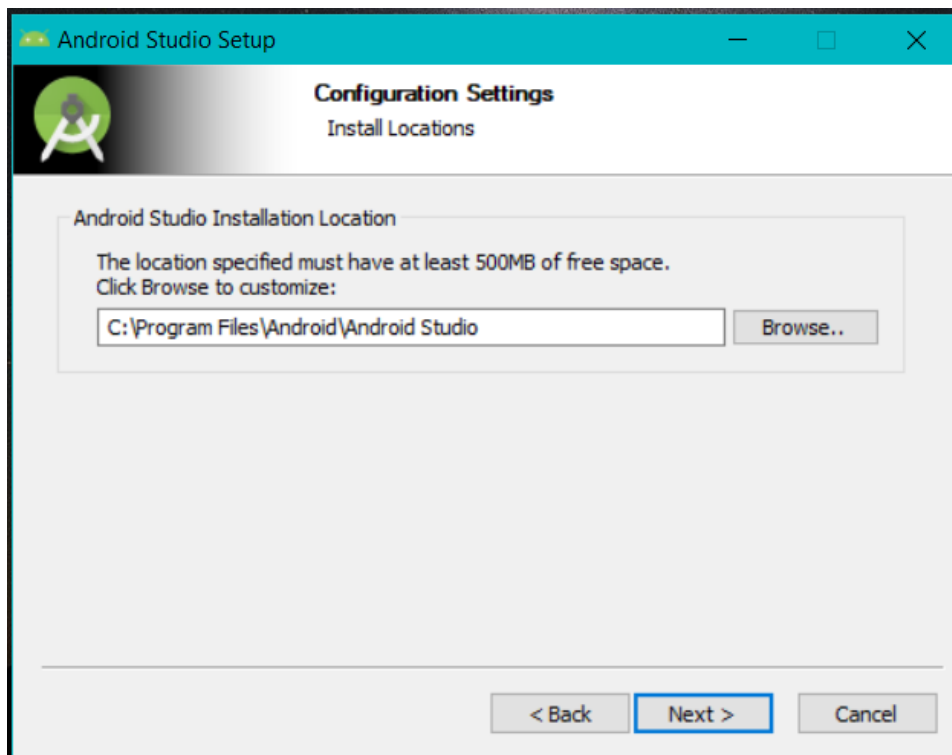 Android Studio Setup
Configuration Settings
Install Locations
Android Studio Installation Location
The location specified must have at least 500MB of free space.
Click Browse to customize:
C:\Program Files\Android\Android Studio
Browse..
< Back
Next >
Cancel